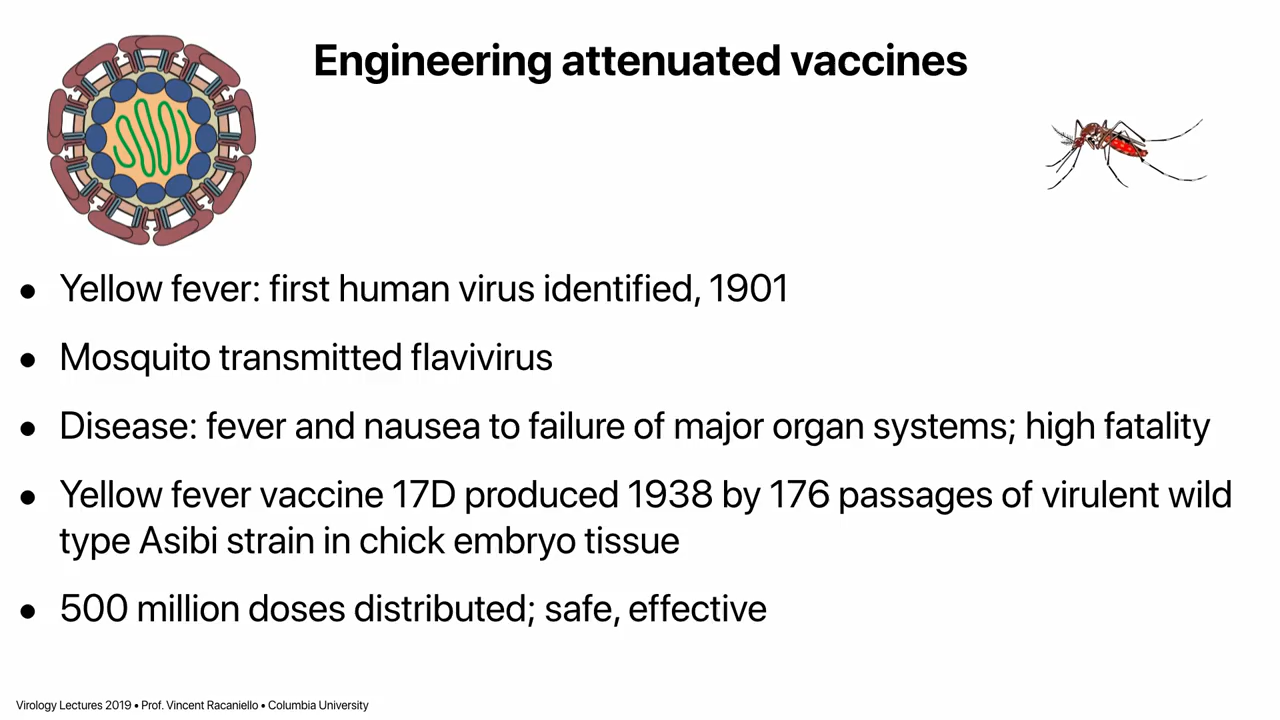 Engineering attenuated vaccines
• Yellow fever: first human virus identified, 1901
• Mosquito transmitted flavivirus
• Disease: fever and nausea to failure of major organ systems; high fatality
• Yellow fever vaccine 17D produced 1938 by 176 passages of virulent wild
type Asibi strain in chick embryo tissue
• 500 million doses distributed; safe, effective
Virology Lectures 2019 • Prof. Vincent Racaniello • Columbia University